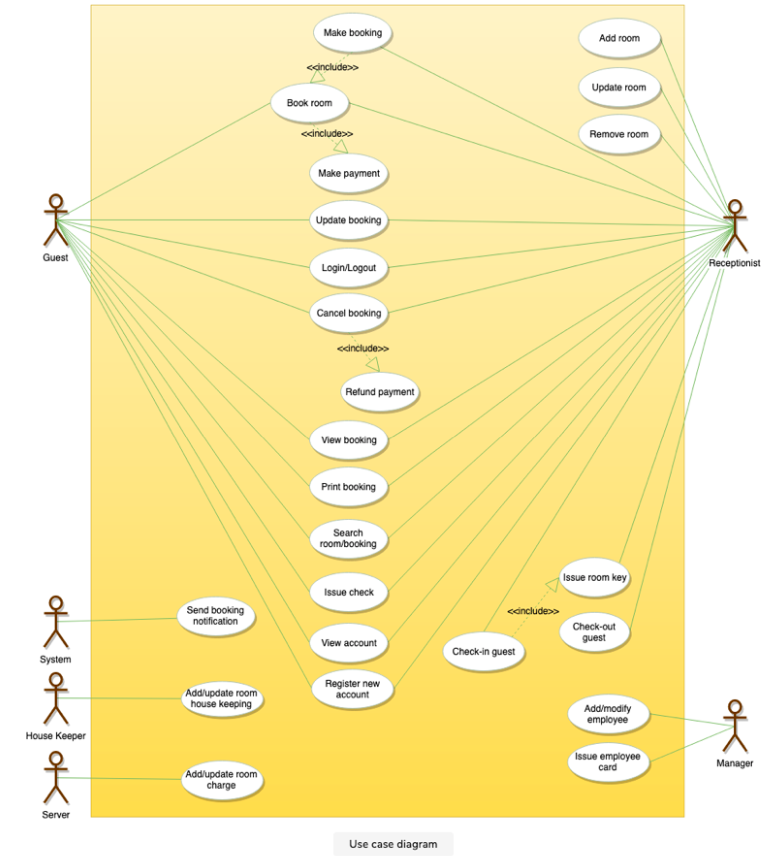 Make booking
Add room
<<include>>
Update room
Book room
<<include>>
Remove room
Make payment
Update booking
Guest
Receptionist
Login/Logout
Cancel booking
<<include>>
Refund payment
View booking
Print booking
Search
room/booking
Issue room key
Issue check
Send booking
notification
<<include>>
Check-out
guest
System
View account
Check-in guest
Register new
account
Add/update room
house keeping
House Keeper
Add/modify
employee
Issue employee
card
Manager
Add/update room
charge
Server
Use case diagram